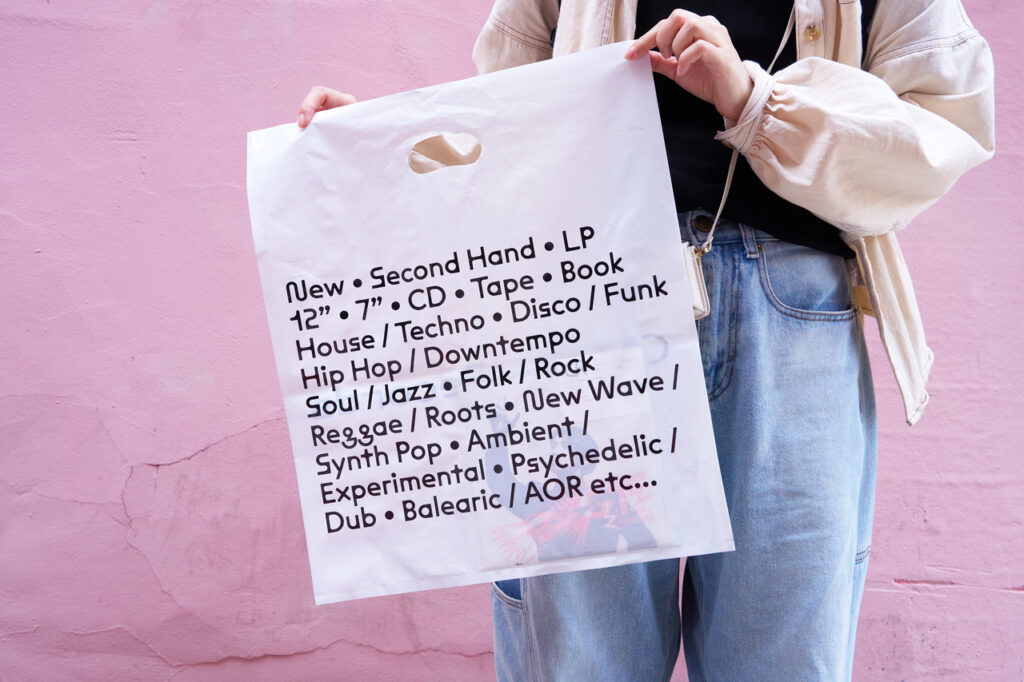 New • Second Hand • LP
12” • 7” • CD • Tape • Book
House / Techno • Disco / Funk
Hip Hop / Downtempo
Soul / Jazz • Folk / Rock
Reggae / Roots • New Wave /
Synth Pop • Ambient /
Experimental • Psychedelic /
Dub • Balearic / AOR etc...